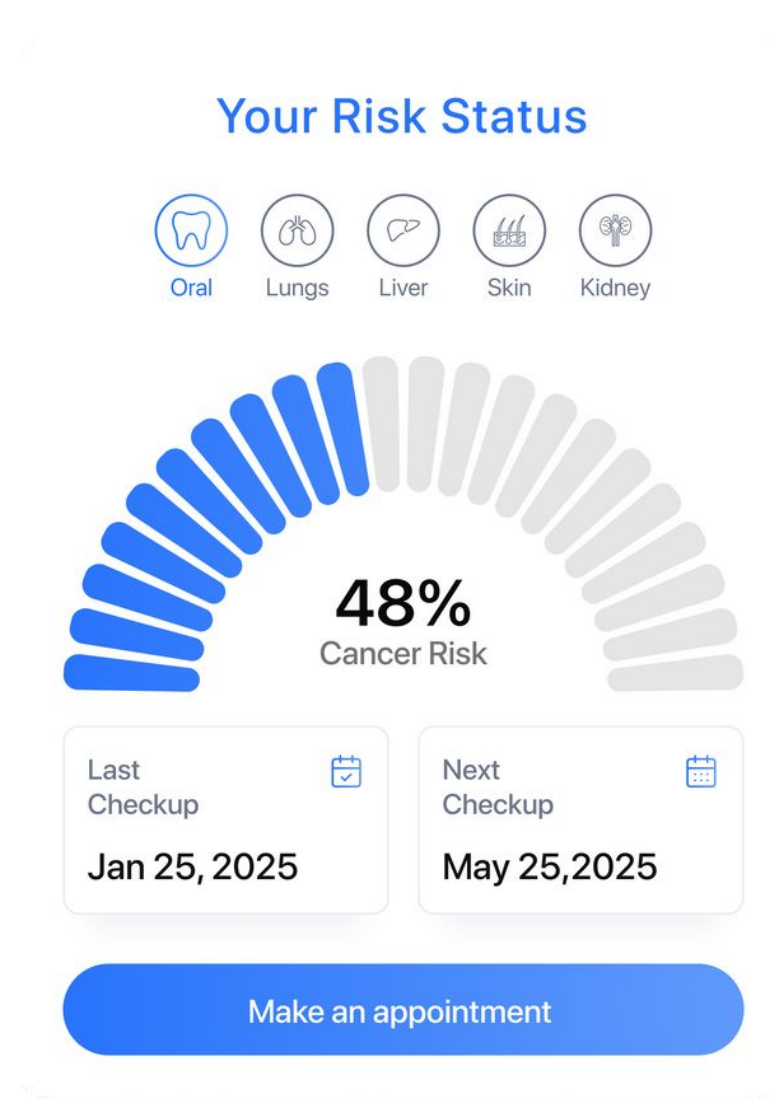 Your Risk Status
Oral
Lungs
Liver
Skin
Kidney
48%
Cancer Risk
Last
Checkup
Jan 25, 2025
Next
Checkup
May 25,2025
Make an appointment